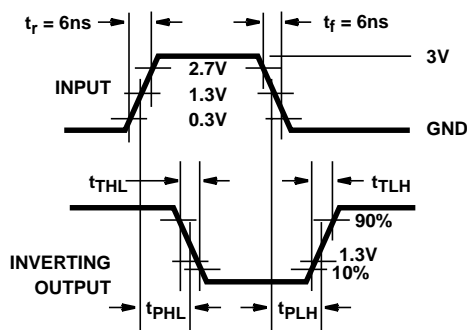 tr = 6ns
tf = 6ns
3V
2.7V
INPUT
1.3V
0.3V
GND
tTHL
tTLH
90%
1.3V
INVERTING
OUTPUT
10%
tPHL
tPLH